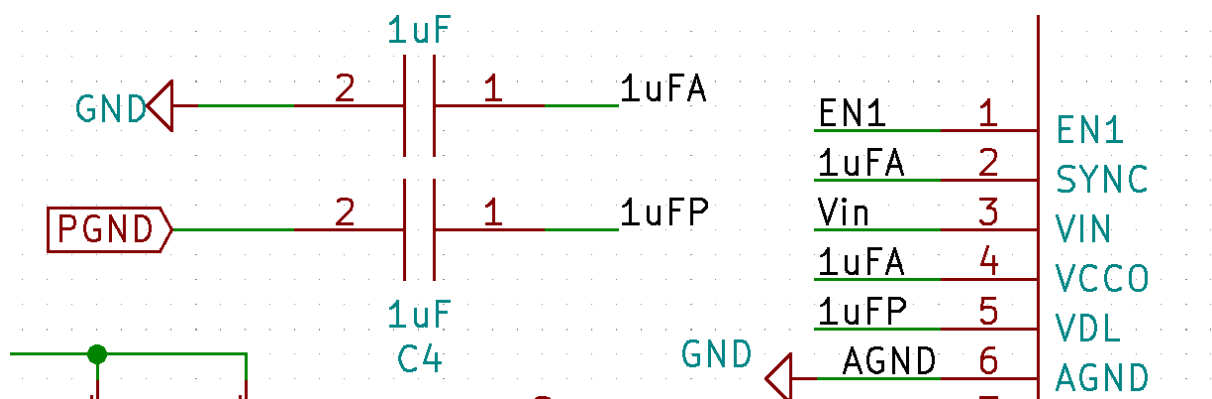 1uF
GND 2 1 1uFA
PGND 2 1 1uFP
1uF
C4
EN1 1 EN1
1uFA 2 SYNC
Vin 3 VIN
1uFA 4 VCCO
1uFP 5 VDL
GND AGND 6 AGND